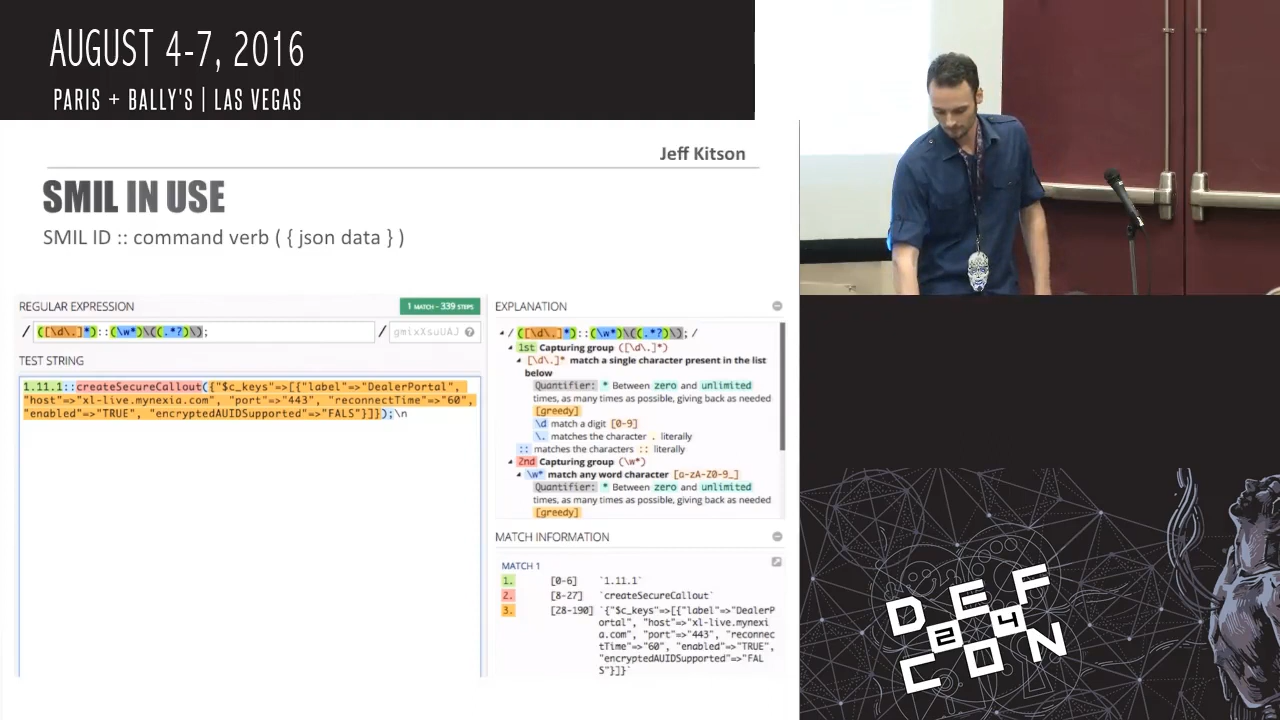 AUGUST 4-7, 2016
PARIS + BALLY'S | LAS VEGAS
Jeff Kitson
SMIL IN USE
SMIL ID :: command verb ( { json data } )
REGULAR EXPRESSION
1 MATCH - 339 STEPS
/ ([\d\.]*)::(\w*)\((.*?)\); / gmixXsuUAJ
TEST STRING
1.11.1::createSecureCallout({"$c_keys"=>[{"label"=>"DealerPortal",
"host"=>"xl-live.mynexia.com", "port"=>"443", "reconnectTime"=>"60",
"enabled"=>"TRUE", "encryptedAUIDSupported"=>"FALS"}]});\n
EXPLANATION
/ ([\d\.]*)::(\w*)\((.*?)\); /
1st Capturing group ([\d\.]*)
[\d\.]* match a single character present in the list
below
Quantifier: * Between zero and unlimited
times, as many times as possible, giving back as needed
[greedy]
\d match a digit [0-9]
\. matches the character . literally
:: matches the characters :: literally
2nd Capturing group (\w*)
\w* match any word character [a-zA-Z0-9_]
Quantifier: * Between zero and unlimited
times, as many times as possible, giving back as needed
[greedy]
MATCH INFORMATION
MATCH 1
1. [0-6] `1.11.1`
2. [8-27] `createSecureCallout`
3. [28-190] `{"$c_keys"=>[{"label"=>"DealerP
ortal", "host"=>"xl-live.mynexi
a.com", "port"=>"443", "reconnec
tTime"=>"60", "enabled"=>"TRUE",
"encryptedAUIDSupported"=>"FAL
S"}]}`
DEF
24
CON